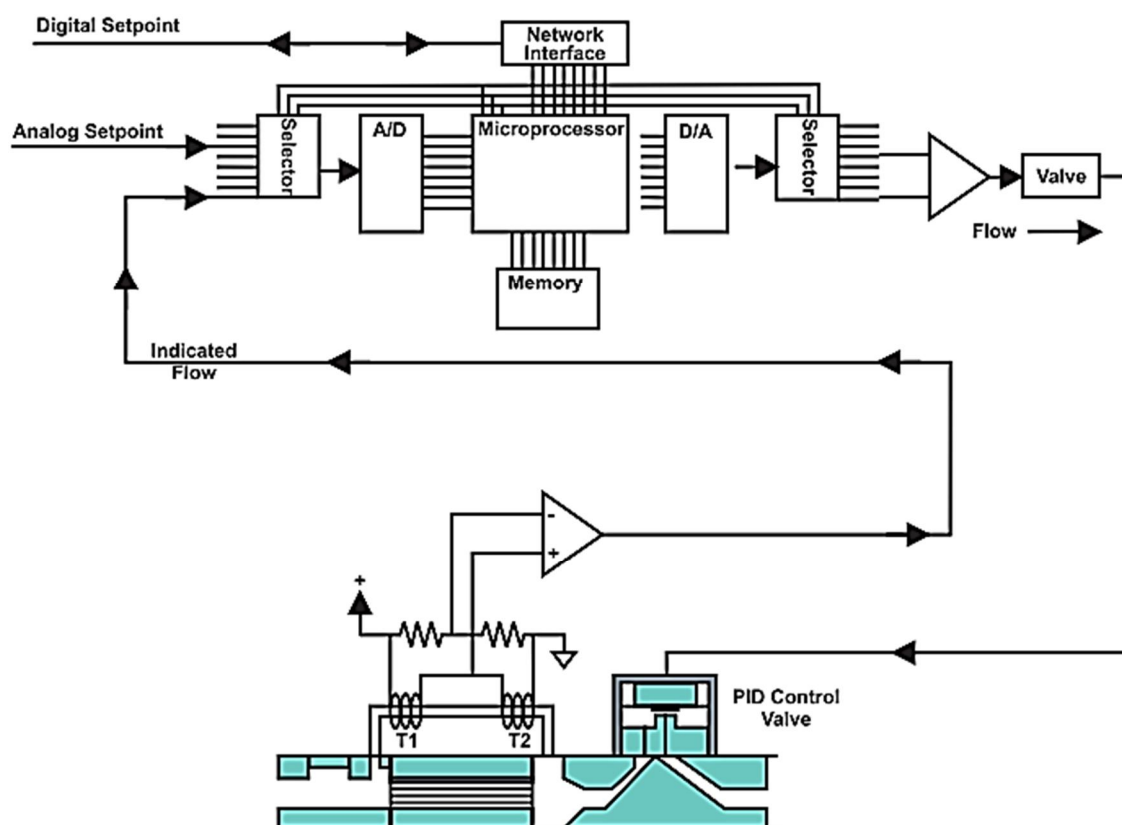 Digital Setpoint
Network
Interface
Analog Setpoint
Selector
A/D
Microprocessor
D/A
Selector
Valve
Flow
Memory
Indicated
Flow
-
+
+
PID Control
Valve
T1
T2